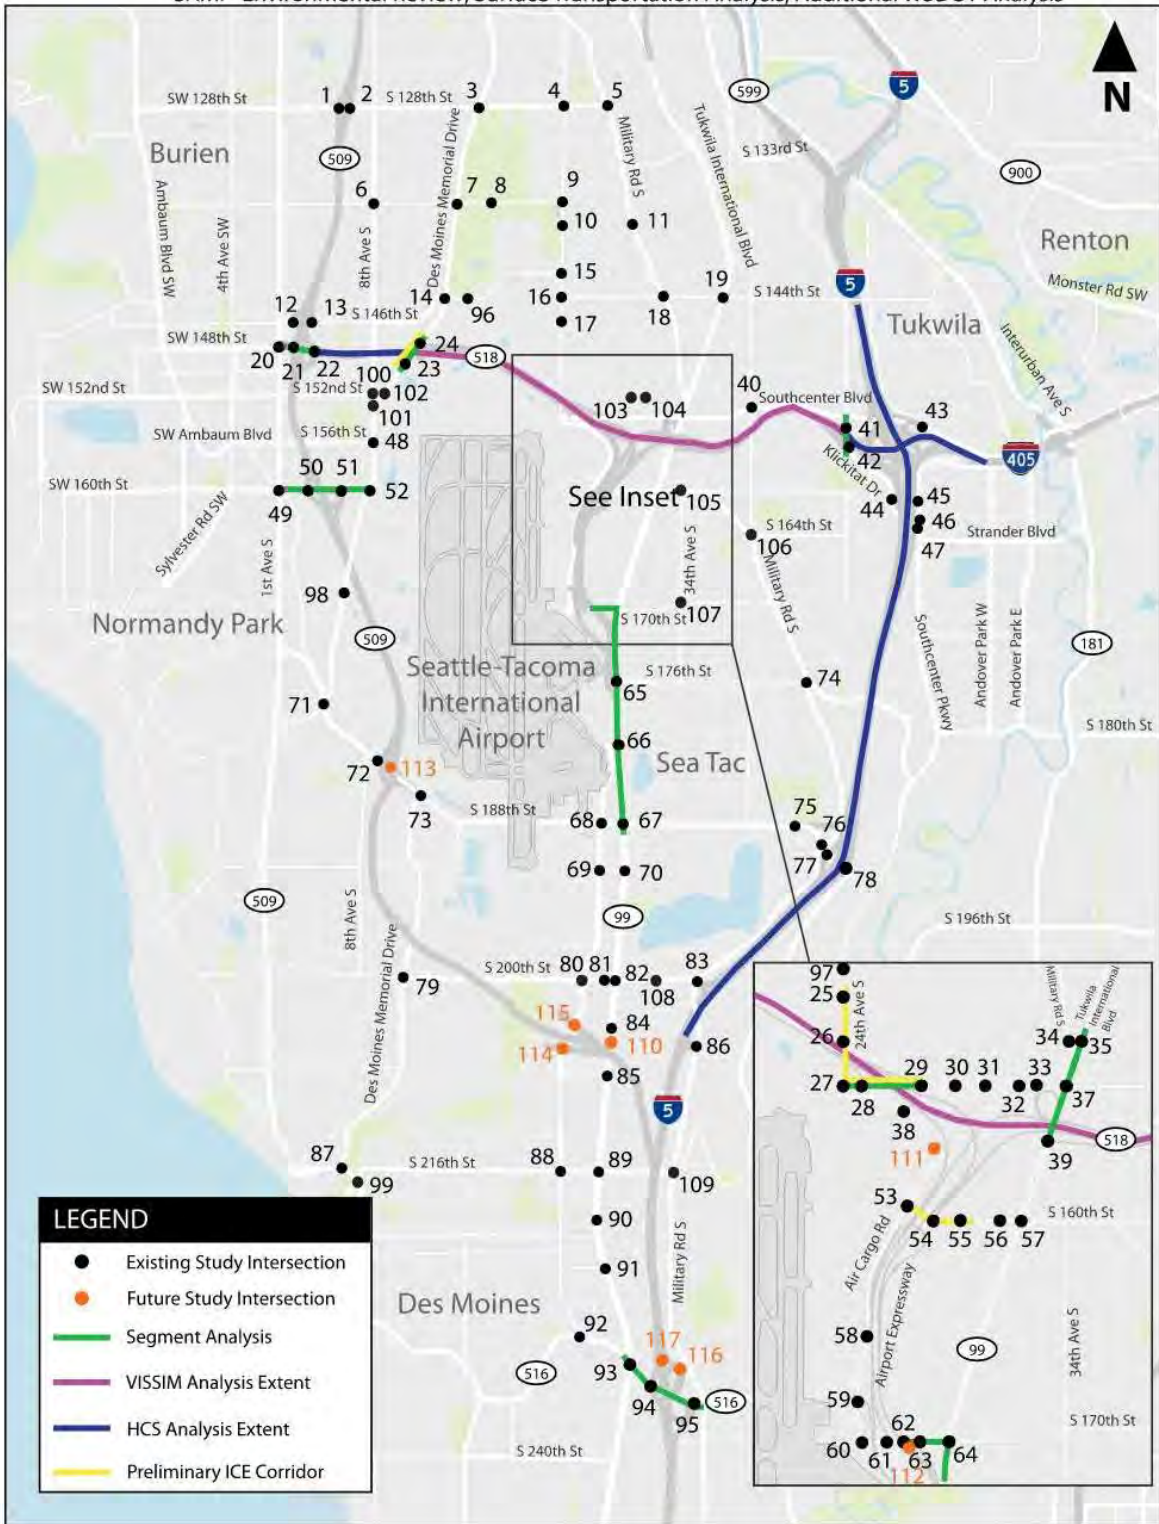 SAMP Environmental Review, Surface Transportation Analysis, Additional WSDOT Analysis
N
5
599
SW 128th St
1
2
S 128th St
3
4
5
Burien
509
Des Moines Memorial Drive
Military Rd S
Tukwila International Blvd
S 133rd St
900
6
7
8
9
10
11
Ambaum Blvd SW
4th Ave SW
8th Ave S
Renton
15
5
Monster Rd SW
14
96
16
17
18
19
S 144th St
12
13
S 146th St
Tukwila
Interurban Ave S
SW 148th St
20
21
22
24
23
518
SW 152nd St
S 152nd St
100
102
101
103
104
40
Southcenter Blvd
41
43
SW Ambaum Blvd
S 156th St
48
42
Klickitat Dr
405
SW 160th St
49
50
51
52
See Inset
105
44
45
46
47
Sylvester Rd SW
S 164th St
106
Strander Blvd
1st Ave S
34th Ave S
Military Rd S
98
Normandy Park
509
107
S 170th St
181
Seattle-Tacoma
International
Airport
S 176th St
65
74
Southcenter Pkwy
Andover Park W
Andover Park E
71
66
Sea Tac
S 180th St
72
113
73
S 188th St
68
67
75
76
77
78
69
70
509
99
8th Ave S
Des Moines Memorial Drive
S 196th St
79
S 200th St
80
81
82
108
83
115
84
114
110
86
85
5
97
25
24th Ave S
26
27
28
29
30
31
32
33
34
35
37
38
39
Military Rd S
Tukwila
International
Blvd
518
111
53
54
55
56
57
S 160th St
Air Cargo Rd
Airport Expressway
58
99
34th Ave S
59
60
61
62
63
64
112
S 170th St
87
99
S 216th St
88
89
109
90
91
Military Rd S
Des Moines
92
93
94
95
117
116
516
516
S 240th St
LEGEND
Existing Study Intersection
Future Study Intersection
Segment Analysis
VISSIM Analysis Extent
HCS Analysis Extent
Preliminary ICE Corridor